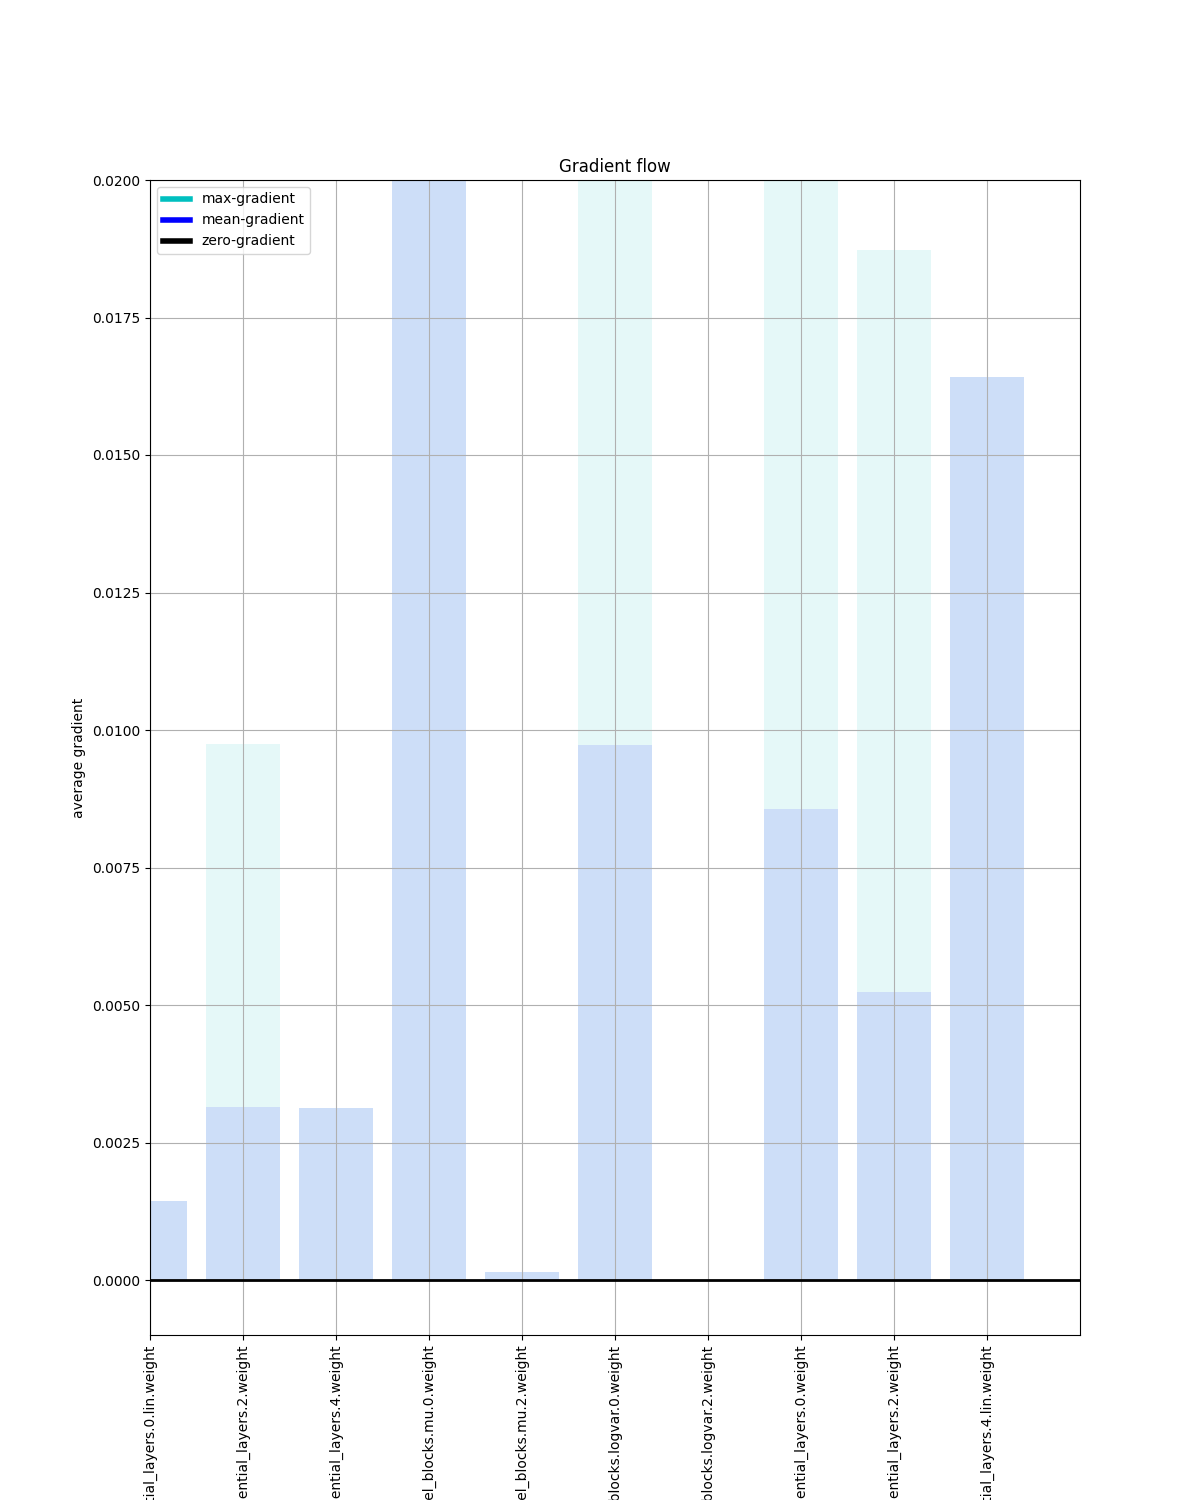 Gradient flow
max-gradient
mean-gradient
zero-gradient
0.0200
0.0175
0.0150
0.0125
0.0100
0.0075
0.0050
0.0025
0.0000
average gradient
tial_layers.0.lin.weight
ential_layers.2.weight
ential_layers.4.weight
el_blocks.mu.0.weight
el_blocks.mu.2.weight
blocks.logvar.0.weight
blocks.logvar.2.weight
ential_layers.0.weight
ential_layers.2.weight
tial_layers.4.lin.weight